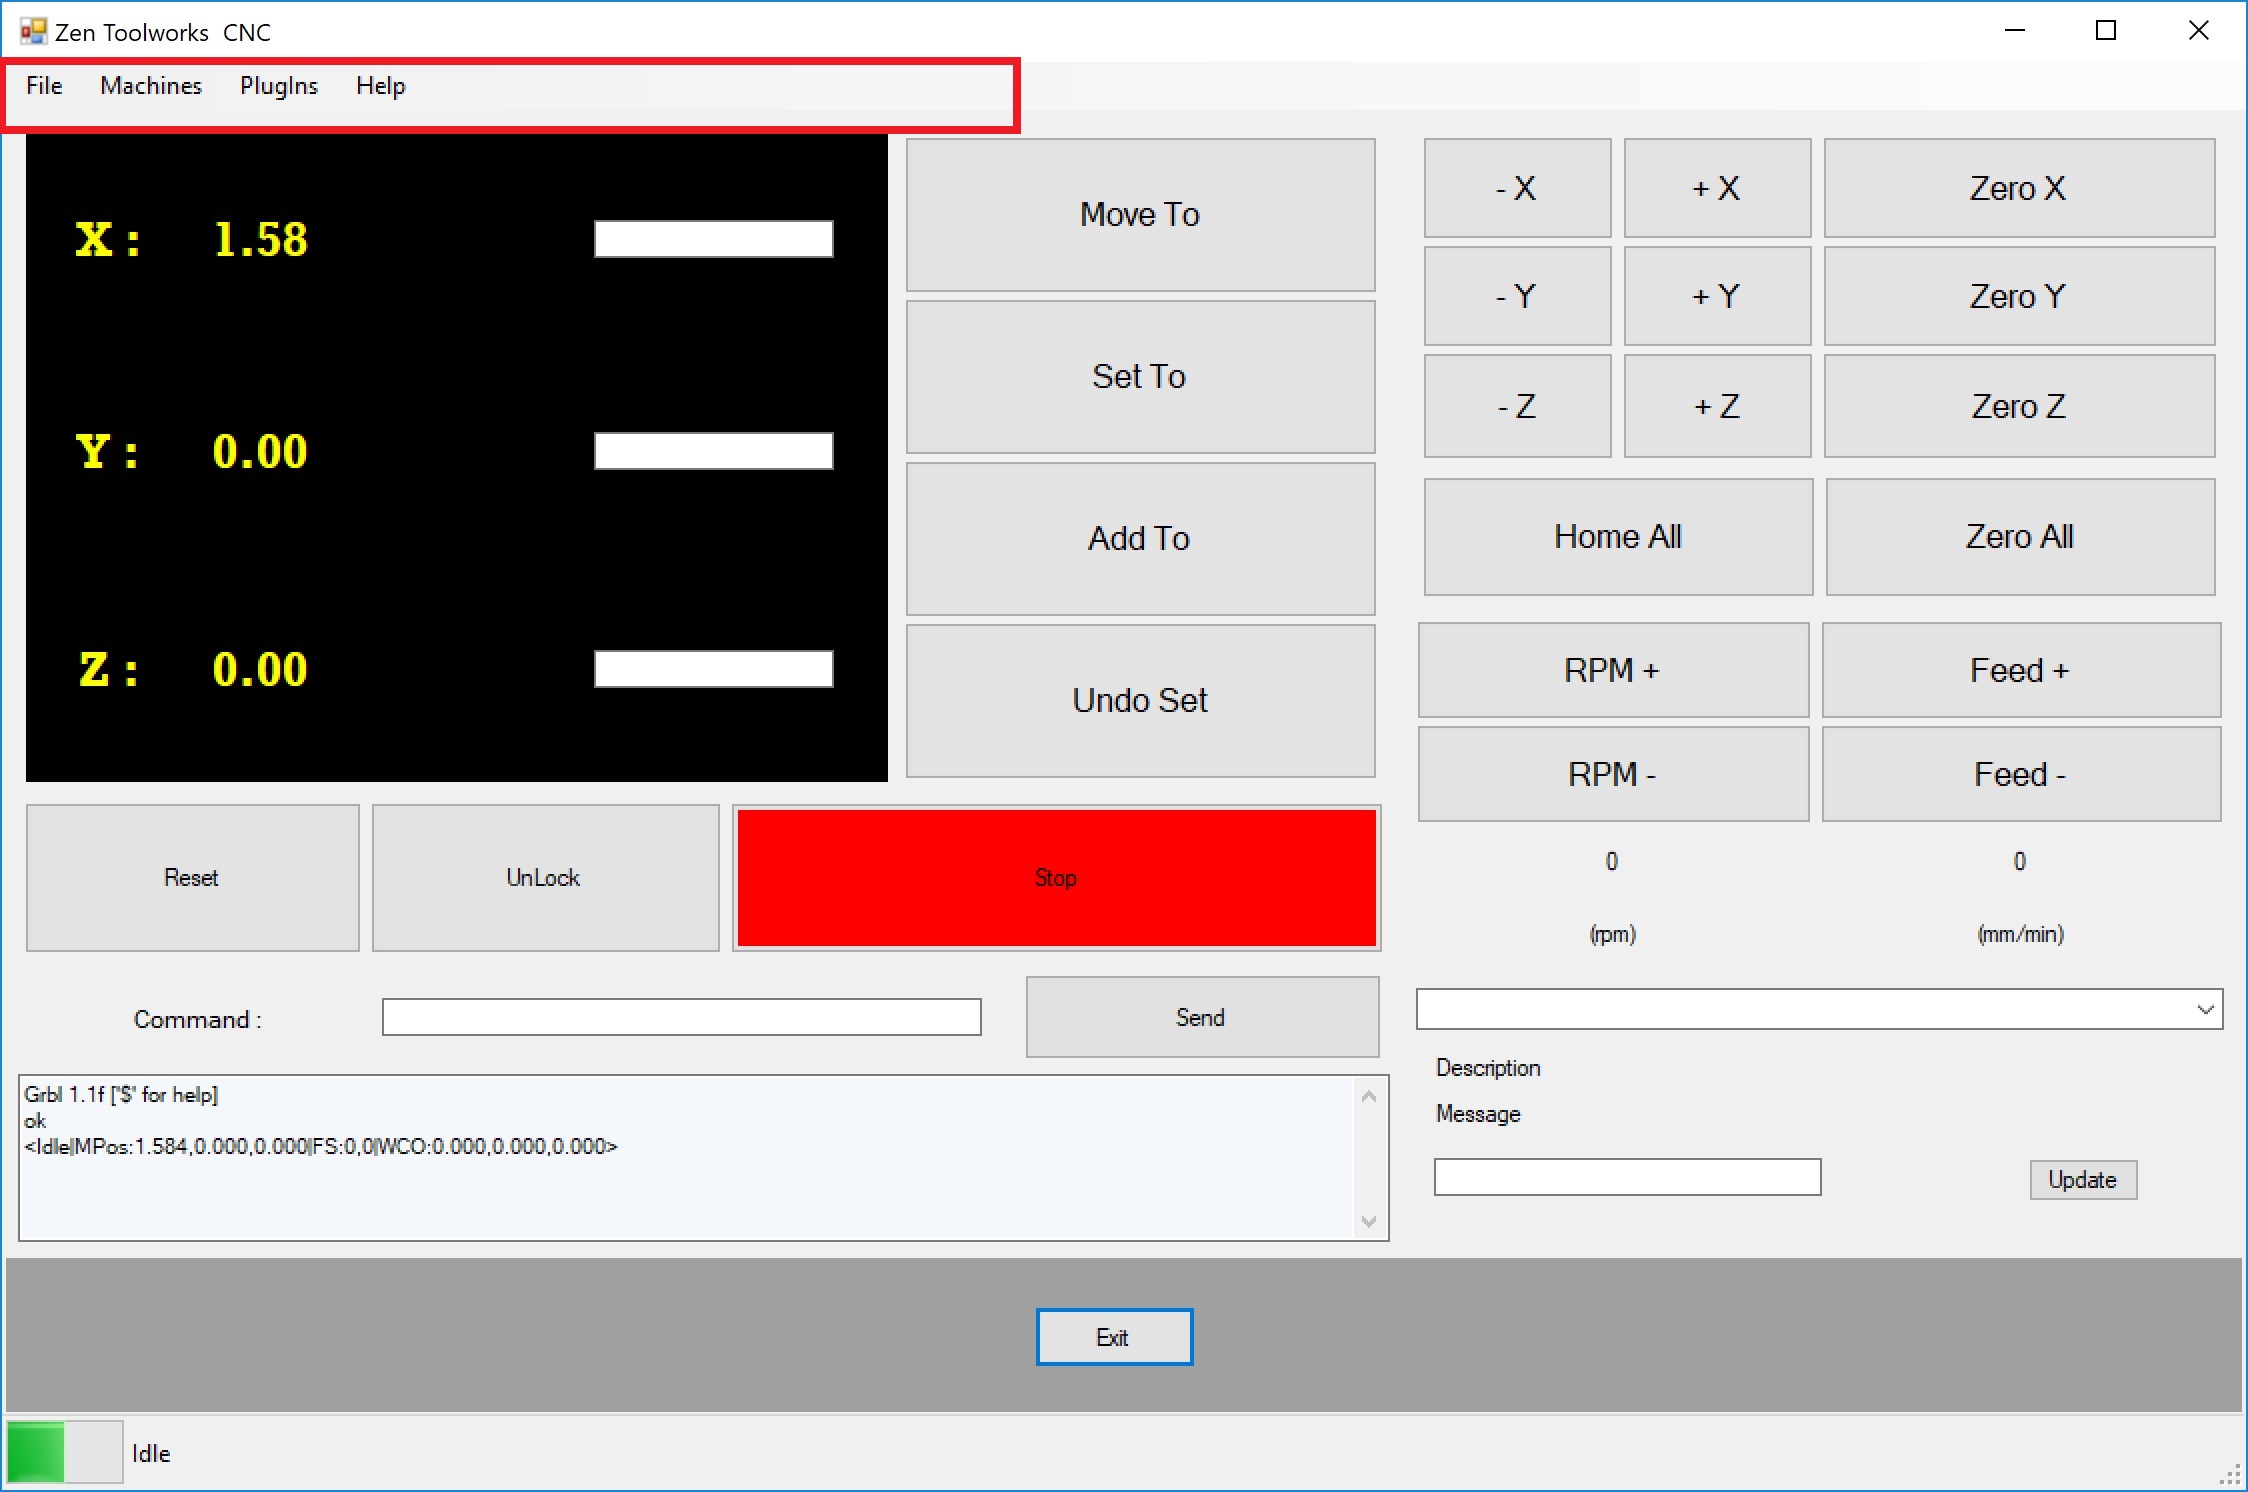 Zen Toolworks  CNC
File Machines PlugIns Help
X : 1.58
Y : 0.00
Z : 0.00
Move To
Set To
Add To
Undo Set
- X + X Zero X
- Y + Y Zero Y
- Z + Z Zero Z
Home All Zero All
RPM + Feed +
RPM - Feed -
0 0
(rpm) (mm/min)
Reset UnLock Stop
Command : Send
Grbl 1.1f ['$' for help]
ok
<Idle|MPos:1.584,0.000,0.000|FS:0,0|WCO:0.000,0.000,0.000>
Description
Message
Update
Exit
Idle